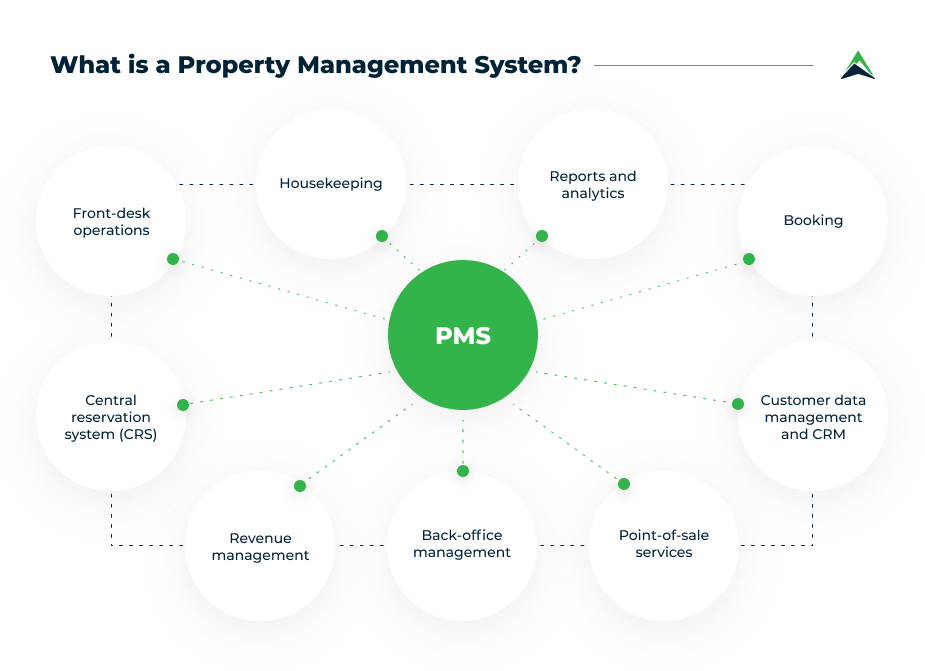 What is a Property Management System?
Housekeeping
Reports and
analytics
Front-desk
operations
Booking
PMS
Central
reservation
system (CRS)
Customer data
management
and CRM
Revenue
management
Back-office
management
Point-of-sale
services